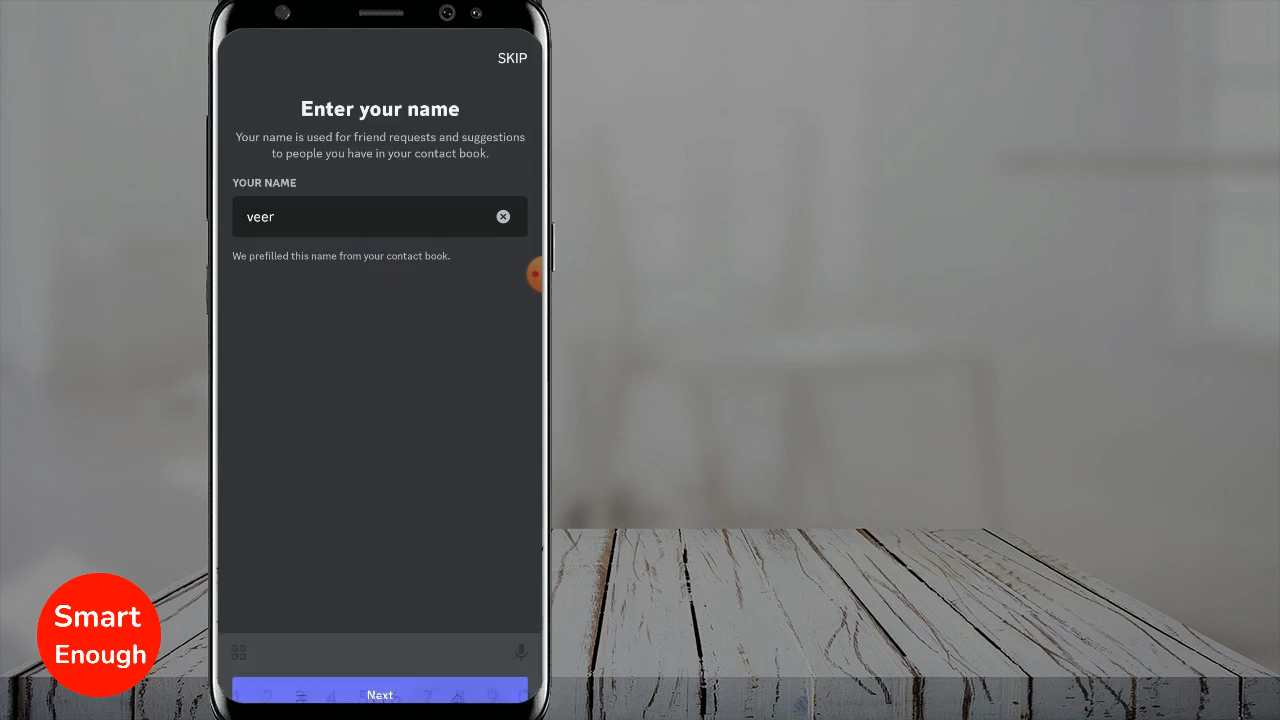 SKIP
Enter your name
Your name is used for friend requests and suggestions
to people you have in your contact book.
YOUR NAME
veer
We prefilled this name from your contact book.
Smart
Enough
Next